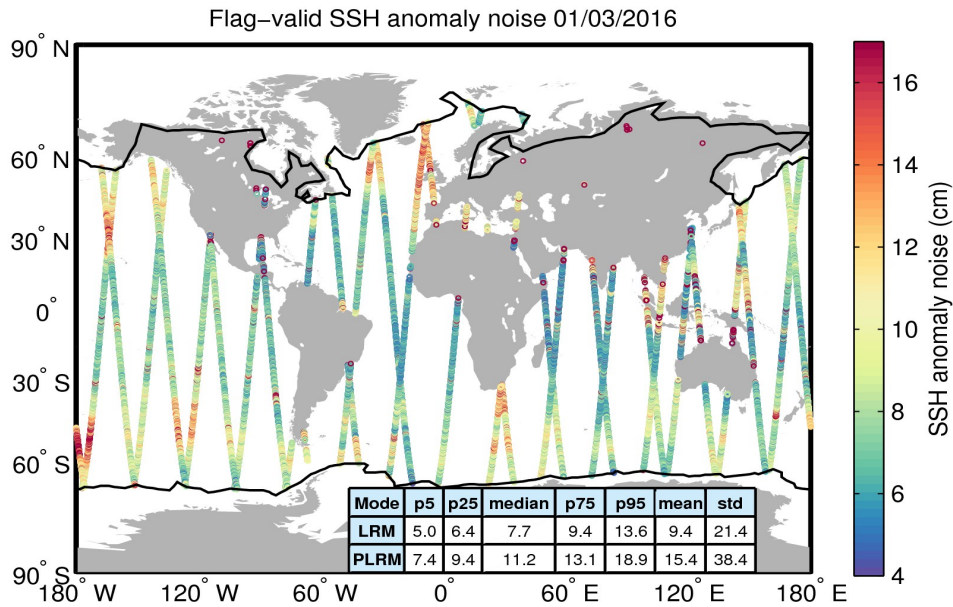 Flag−valid SSH anomaly noise 01/03/2016
90° N
60° N
30° N
0°
30° S
60° S
90° S
180° W
120° W
60° W
0°
60° E
120° E
180° E
Mode p5 p25 median p75 p95 mean std
LRM 5.0 6.4 7.7 9.4 13.6 9.4 21.4
PLRM 7.4 9.4 11.2 13.1 18.9 15.4 38.4
16
14
12
10
8
6
4
SSH anomaly noise (cm)